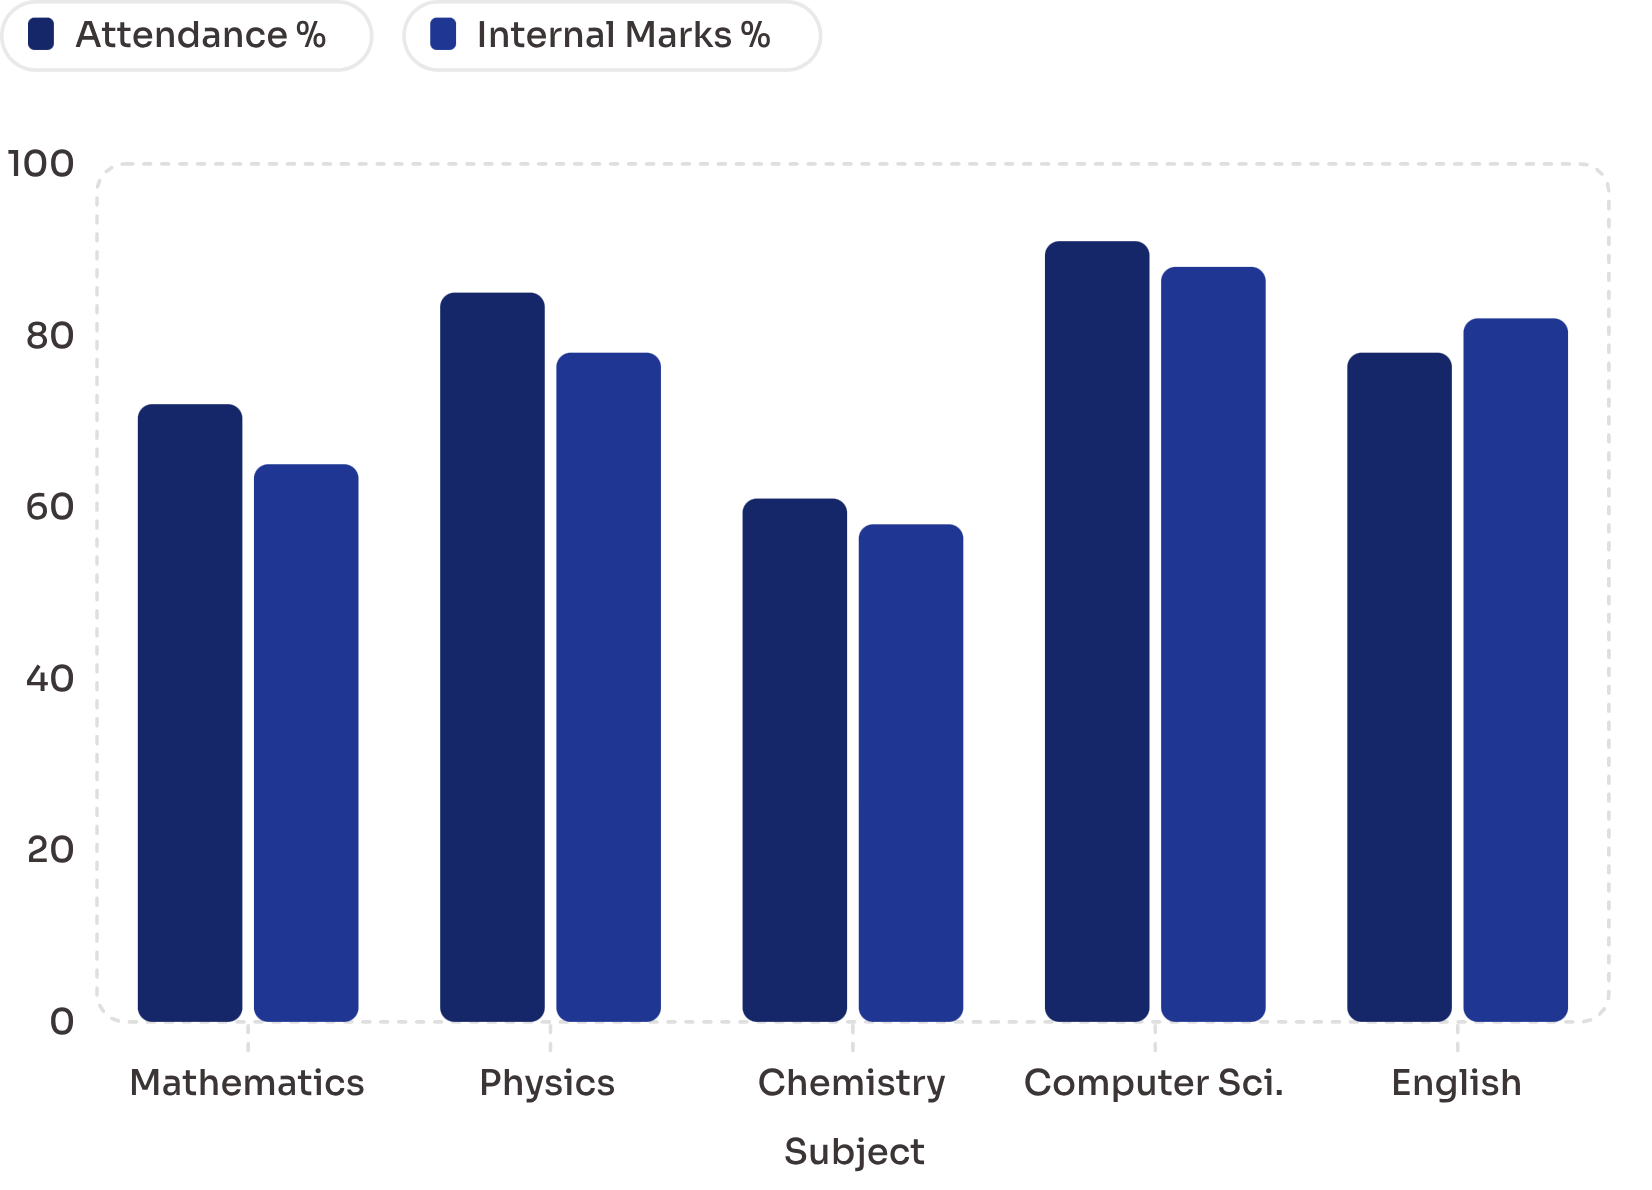 Attendance %
Internal Marks %
100
80
60
40
20
0
Mathematics Physics Chemistry Computer Sci. English
Subject